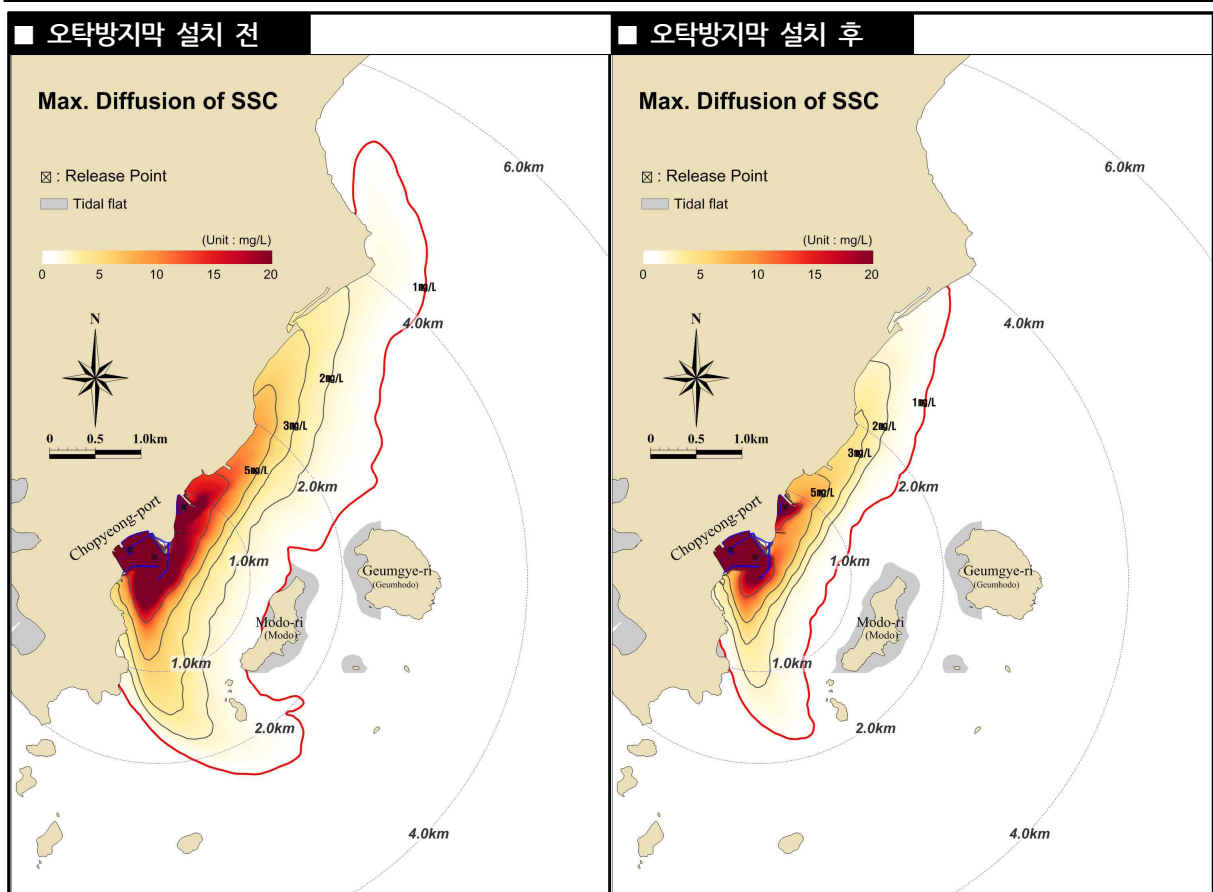 ■ 오탁방지막 설치 전
Max. Diffusion of SSC
6.0km
⊠ : Release Point
Tidal flat
(Unit : mg/L)
0 5 10 15 20
1mg/L
4.0km
N
2mg/L
0 0.5 1.0km
3mg/L
5mg/L
2.0km
Chopyeong-port
1.0km
Geumgye-ri
(Geumhodo)
Modo-ri
(Modo)
1.0km
2.0km
4.0km
■ 오탁방지막 설치 후
Max. Diffusion of SSC
6.0km
⊠ : Release Point
Tidal flat
(Unit : mg/L)
0 5 10 15 20
4.0km
N
1mg/L
2mg/L
0 0.5 1.0km
3mg/L
2.0km
5mg/L
Chopyeong-port
1.0km
Geumgye-ri
(Geumhodo)
Modo-ri
(Modo)
1.0km
2.0km
4.0km